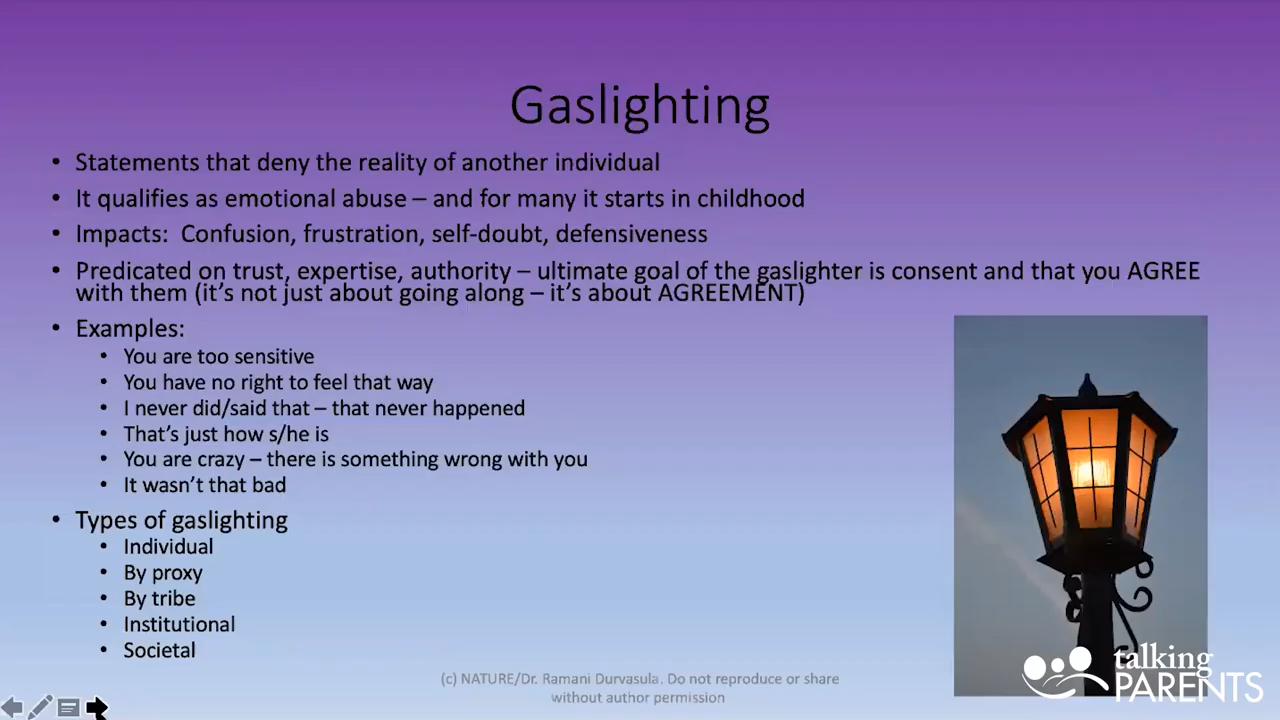 Gaslighting
• Statements that deny the reality of another individual
• It qualifies as emotional abuse – and for many it starts in childhood
• Impacts:  Confusion, frustration, self-doubt, defensiveness
• Predicated on trust, expertise, authority – ultimate goal of the gaslighter is consent and that you AGREE
with them (it’s not just about going along – it’s about AGREEMENT)
• Examples:
• You are too sensitive
• You have no right to feel that way
• I never did/said that – that never happened
• That’s just how s/he is
• You are crazy – there is something wrong with you
• It wasn’t that bad
• Types of gaslighting
• Individual
• By proxy
• By tribe
• Institutional
• Societal
(c) NATURE/Dr. Ramani Durvasula. Do not reproduce or share
without author permission
talking
PARENTS